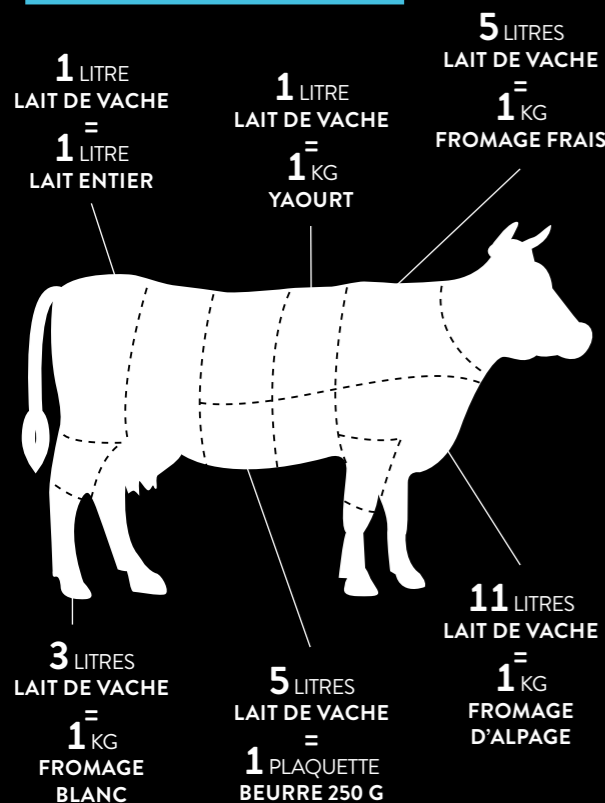 1 LITRE
LAIT DE VACHE
=
1 LITRE
LAIT ENTIER
1 LITRE
LAIT DE VACHE
=
1 KG
YAOURT
5 LITRES
LAIT DE VACHE
=
1 KG
FROMAGE FRAIS
3 LITRES
LAIT DE VACHE
=
1 KG
FROMAGE
BLANC
5 LITRES
LAIT DE VACHE
=
1 PLAQUETTE
BEURRE 250 G
11 LITRES
LAIT DE VACHE
=
1 KG
FROMAGE
D'ALPAGE